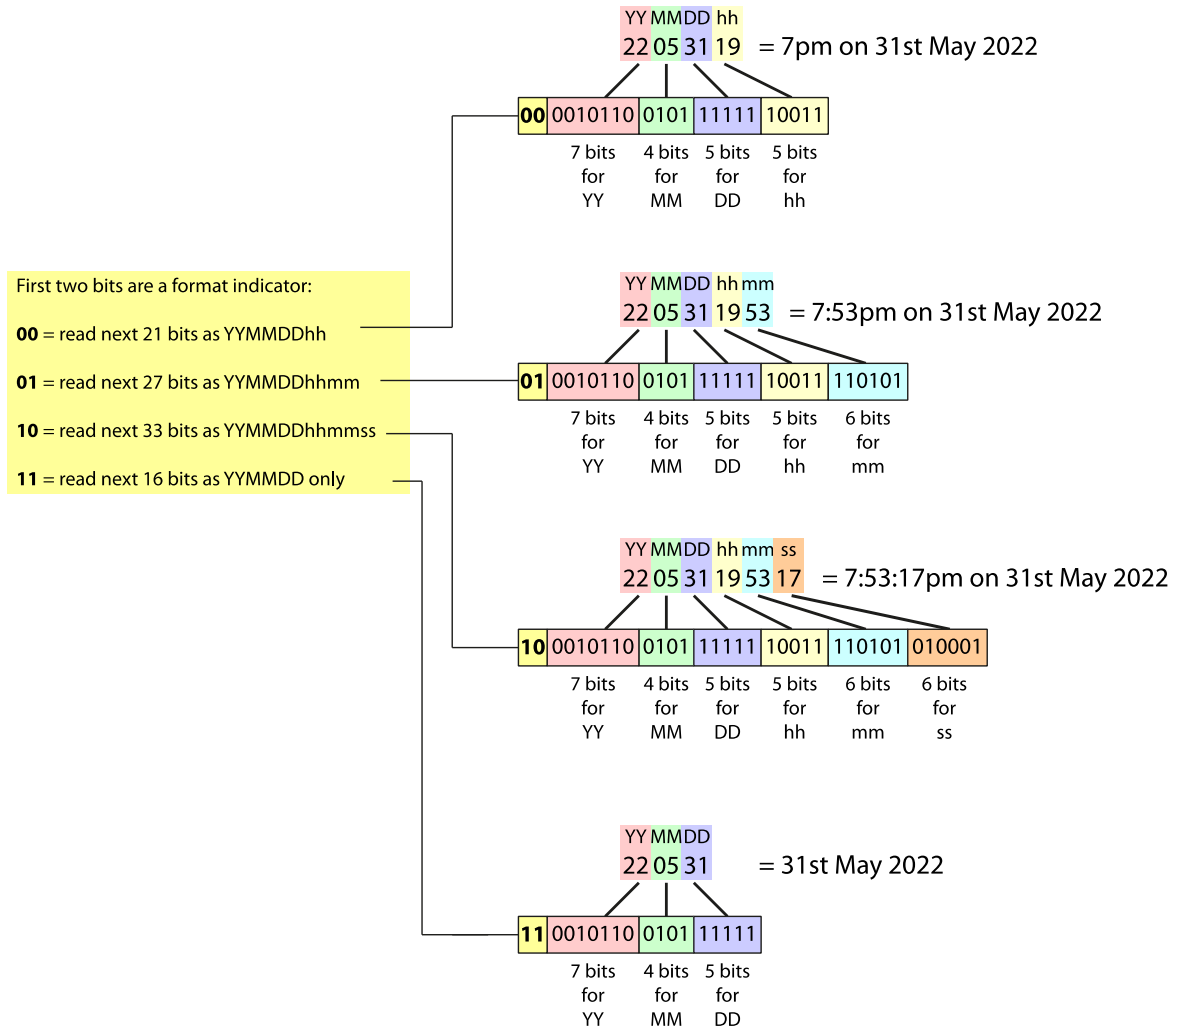 YY MM DD hh
22 05 31 19 = 7pm on 31st May 2022
00 0010110 0101 11111 10011
7 bits 4 bits 5 bits 5 bits
for for for for
YY MM DD hh
First two bits are a format indicator:
00 = read next 21 bits as YYMMDDhh
01 = read next 27 bits as YYMMDDhhmm
10 = read next 33 bits as YYMMDDhhmmss
11 = read next 16 bits as YYMMDD only
YY MM DD hh mm
22 05 31 19 53 = 7:53pm on 31st May 2022
01 0010110 0101 11111 10011 110101
7 bits 4 bits 5 bits 5 bits 6 bits
for for for for for
YY MM DD hh mm
YY MM DD hh mm ss
22 05 31 19 53 17 = 7:53:17pm on 31st May 2022
10 0010110 0101 11111 10011 110101 010001
7 bits 4 bits 5 bits 5 bits 6 bits 6 bits
for for for for for for
YY MM DD hh mm ss
YY MM DD
22 05 31 = 31st May 2022
11 0010110 0101 11111
7 bits 4 bits 5 bits
for for for
YY MM DD